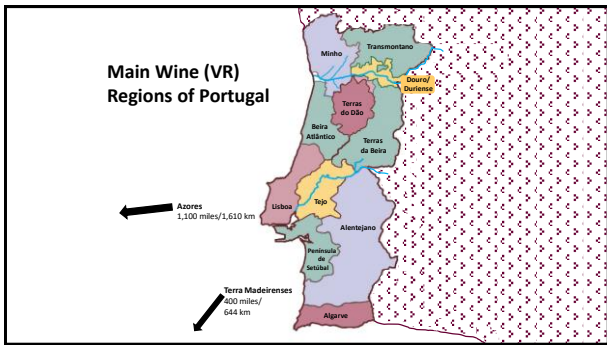 Main Wine (VR)
Regions of Portugal
Minho
Transmontano
Douro/
Duriense
Terras
do Dão
Beira
Atlântico
Terras
da Beira
Azores
1,100 miles/1,610 km
Lisboa
Tejo
Alentejano
Península
de
Setúbal
Terra Madeirenses
400 miles/
644 km
Algarve